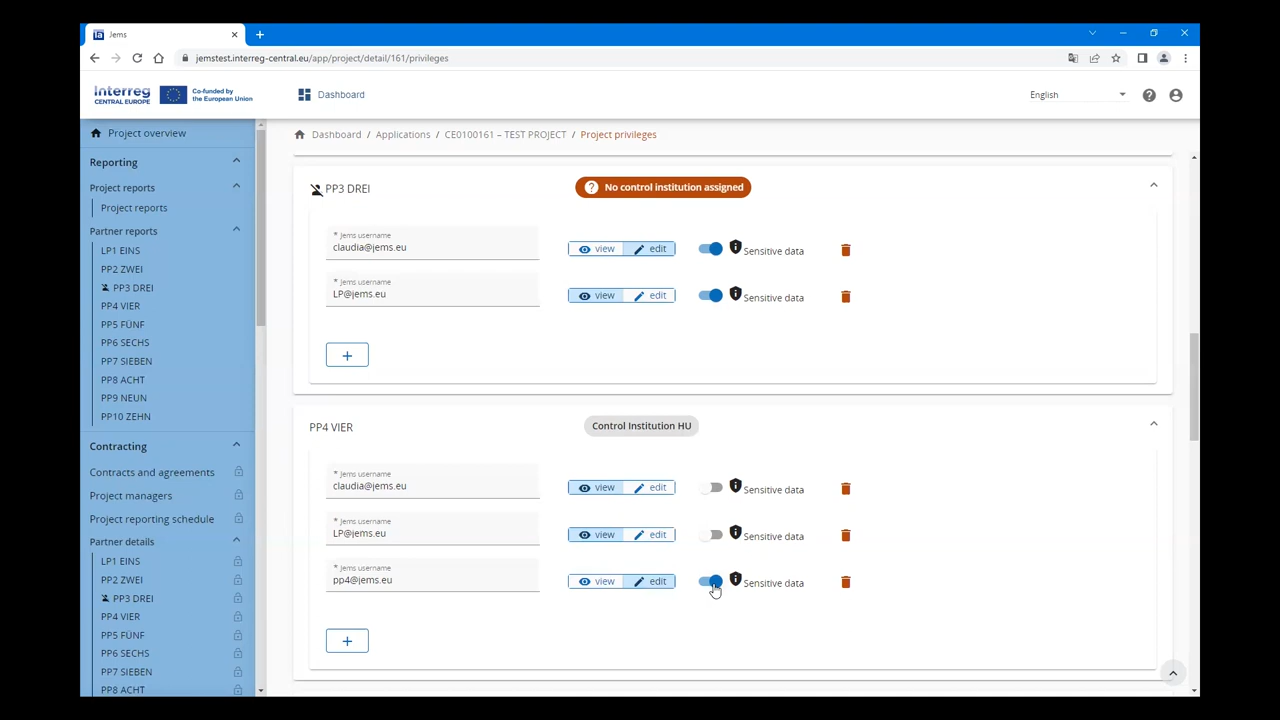 Jems
jemstest.interreg-central.eu/app/project/detail/161/privileges
Interreg
CENTRAL EUROPE
Co-funded by
the European Union
Dashboard
English
Project overview
Reporting
Project reports
Project reports
Partner reports
LP1 EINS
PP2 ZWEI
PP3 DREI
PP4 VIER
PP5 FÜNF
PP6 SECHS
PP7 SIEBEN
PP8 ACHT
PP9 NEUN
PP10 ZEHN
Contracting
Contracts and agreements
Project managers
Project reporting schedule
Partner details
LP1 EINS
PP2 ZWEI
PP3 DREI
PP4 VIER
PP5 FÜNF
PP6 SECHS
PP7 SIEBEN
PP8 ACHT
Dashboard / Applications / CE0100161 – TEST PROJECT / Project privileges
PP3 DREI
No control institution assigned
* Jems username
claudia@jems.eu
view edit Sensitive data
* Jems username
LP@jems.eu
view edit Sensitive data
+
PP4 VIER
Control Institution HU
* Jems username
claudia@jems.eu
view edit Sensitive data
* Jems username
LP@jems.eu
view edit Sensitive data
* Jems username
pp4@jems.eu
view edit Sensitive data
+